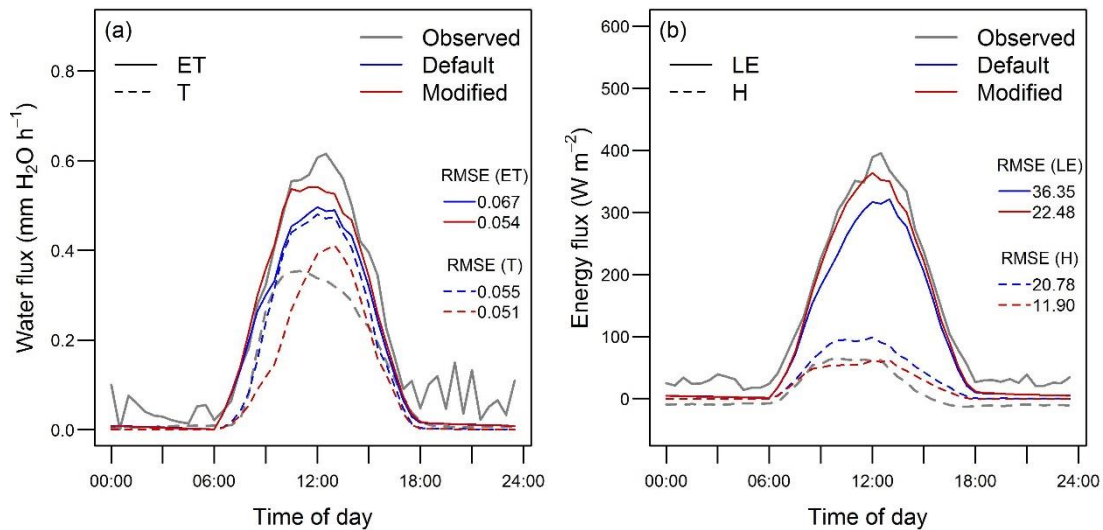 (a)
ET
T
Observed
Default
Modified
RMSE (ET)
0.067
0.054
RMSE (T)
0.055
0.051
0.8
0.6
0.4
0.2
0.0
Water flux (mm H₂O h⁻¹)
00:00 06:00 12:00 18:00 24:00
Time of day
(b)
LE
H
Observed
Default
Modified
RMSE (LE)
36.35
22.48
RMSE (H)
20.78
11.90
600
500
400
300
200
100
0
Energy flux (W m⁻²)
00:00 06:00 12:00 18:00 24:00
Time of day